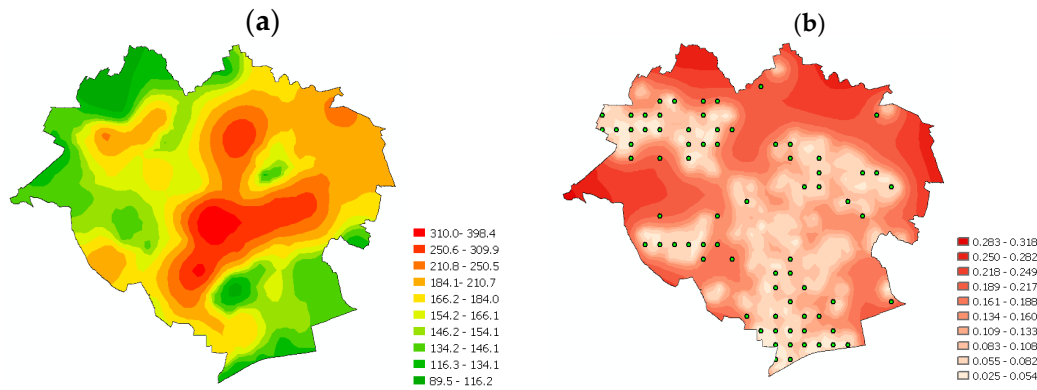 (a)
310.0- 398.4
250.6 - 309.9
210.8 - 250.5
184.1 - 210.7
166.2 - 184.0
154.2 - 166.1
146.2 - 154.1
134.2 - 146.1
116.3 - 134.1
89.5 - 116.2
(b)
0.283 - 0.318
0.250 - 0.282
0.218 - 0.249
0.189 - 0.217
0.161 - 0.188
0.134 - 0.160
0.109 - 0.133
0.083 - 0.108
0.055 - 0.082
0.025 - 0.054